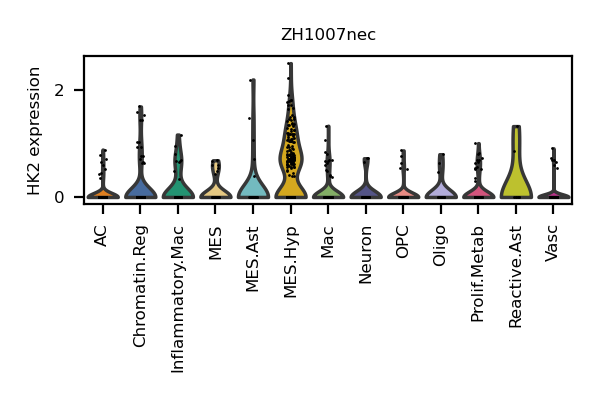 ZH1007nec
HK2 expression
2
0
AC
Chromatin.Reg
Inflammatory.Mac
MES
MES.Ast
MES.Hyp
Mac
Neuron
OPC
Oligo
Prolif.Metab
Reactive.Ast
Vasc